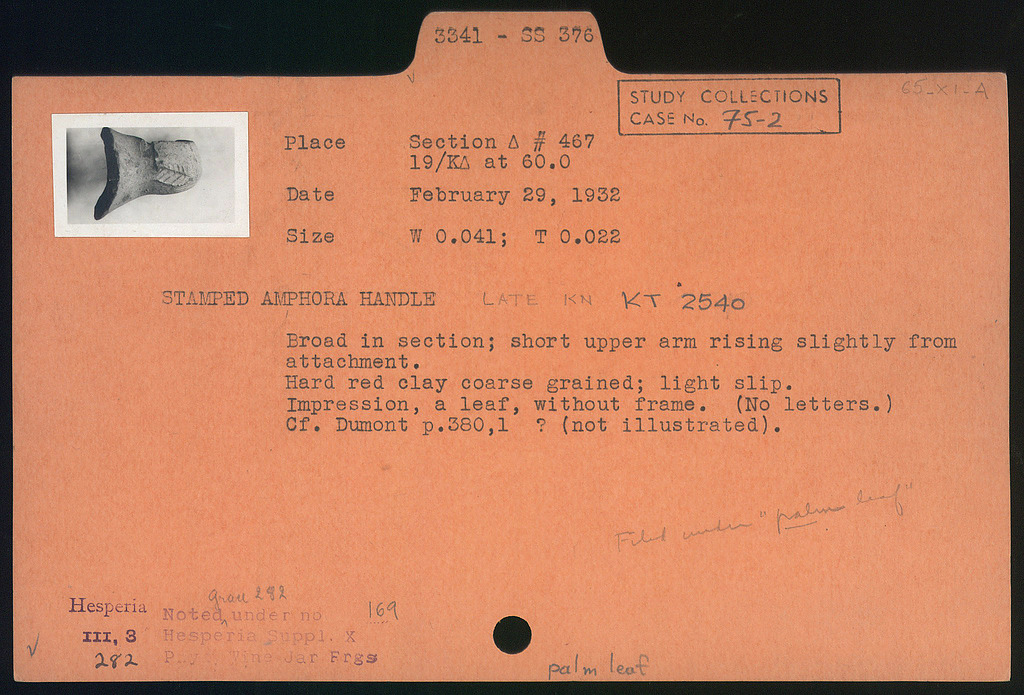 3341 - SS 376
65-XI-A
STUDY COLLECTIONS
CASE No. 75-2
Place Section Δ # 467
19/KΔ at 60.0
Date February 29, 1932
Size W 0.041; T 0.022
STAMPED AMPHORA HANDLE LATE KN KT 2540
Broad in section; short upper arm rising slightly from
attachment.
Hard red clay coarse grained; light slip.
Impression, a leaf, without frame. (No letters.)
Cf. Dumont p.380,1 ? (not illustrated).
Filed under "palm leaf"
Grace 282
Hesperia Noted under no 169
III, 3 Hesperia Suppl. X
282 Wine Jar Frgs
palm leaf